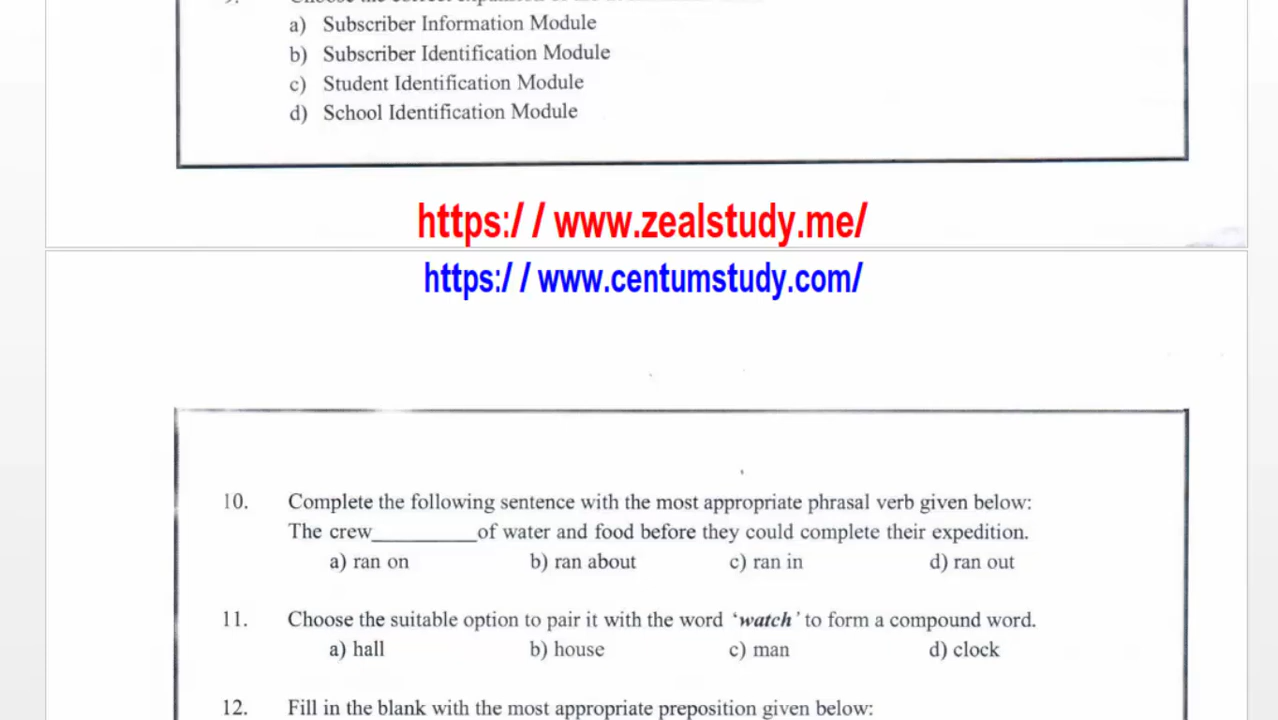 a) Subscriber Information Module
b) Subscriber Identification Module
c) Student Identification Module
d) School Identification Module
https:/ / www.zealstudy.me/
https:/ / www.centumstudy.com/
10. Complete the following sentence with the most appropriate phrasal verb given below:
The crew__________of water and food before they could complete their expedition.
a) ran on b) ran about c) ran in d) ran out
11. Choose the suitable option to pair it with the word ‘watch’ to form a compound word.
a) hall b) house c) man d) clock
12. Fill in the blank with the most appropriate preposition given below: